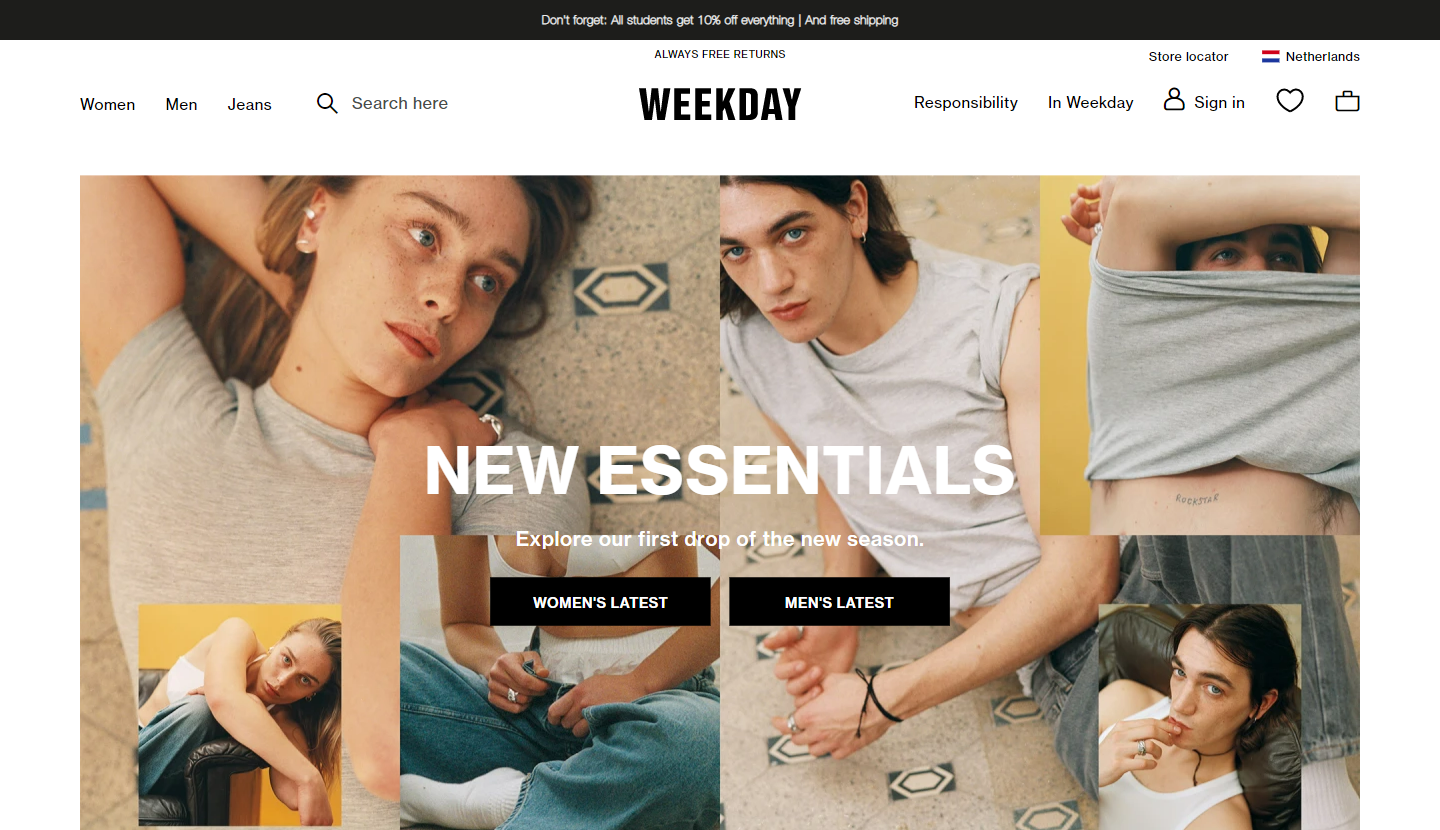 Don't forget: All students get 10% off everything | And free shipping
ALWAYS FREE RETURNS
Store locator
Netherlands
Women
Men
Jeans
Search here
WEEKDAY
Responsibility
In Weekday
Sign in
ROCKSTAR
NEW ESSENTIALS
Explore our first drop of the new season.
WOMEN'S LATEST
MEN'S LATEST